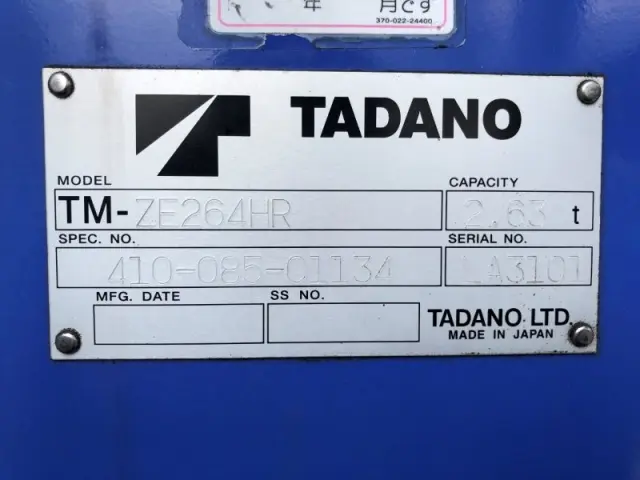 年 月です
370-022-24400
TADANO
MODEL CAPACITY
TM-ZE264HR 2.63 t
SPEC. NO. SERIAL NO.
410-085-01134 LA3101
MFG. DATE SS NO.
TADANO LTD.
MADE IN JAPAN